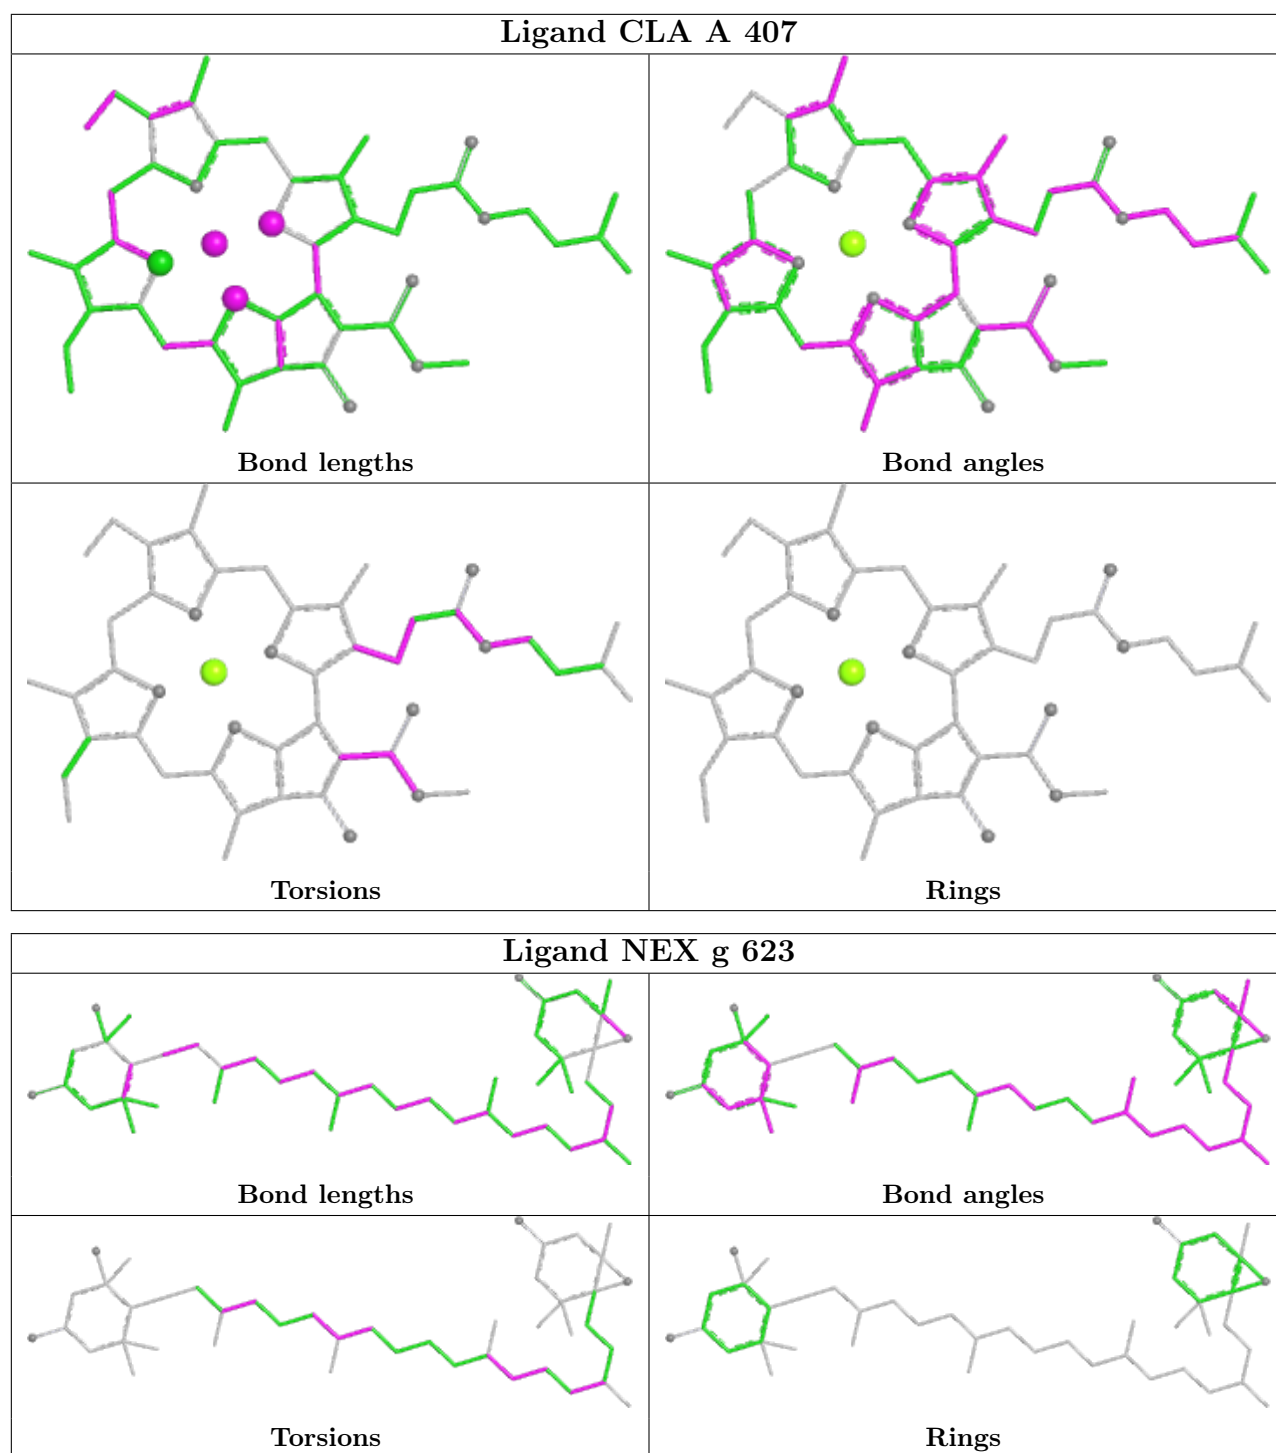 Ligand CLA A 407
Bond lengths
Bond angles
Torsions
Rings
Ligand NEX g 623
Bond lengths
Bond angles
Torsions
Rings